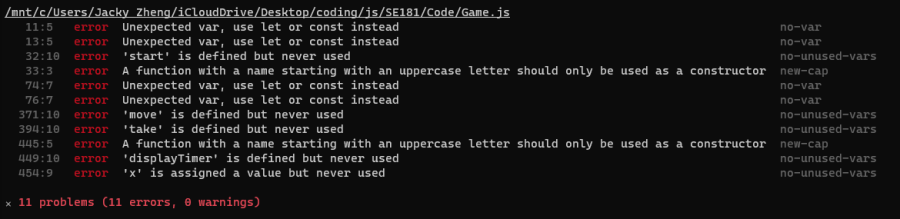 /mnt/c/Users/Jacky Zheng/iCloudDrive/Desktop/coding/js/SE181/Code/Game.js
11:5 error Unexpected var, use let or const instead no-var
13:5 error Unexpected var, use let or const instead no-var
32:10 error 'start' is defined but never used no-unused-vars
33:3 error A function with a name starting with an uppercase letter should only be used as a constructor new-cap
74:7 error Unexpected var, use let or const instead no-var
76:7 error Unexpected var, use let or const instead no-var
371:10 error 'move' is defined but never used no-unused-vars
394:10 error 'take' is defined but never used no-unused-vars
445:5 error A function with a name starting with an uppercase letter should only be used as a constructor new-cap
449:10 error 'displayTimer' is defined but never used no-unused-vars
454:9 error 'x' is assigned a value but never used no-unused-vars
✕ 11 problems (11 errors, 0 warnings)